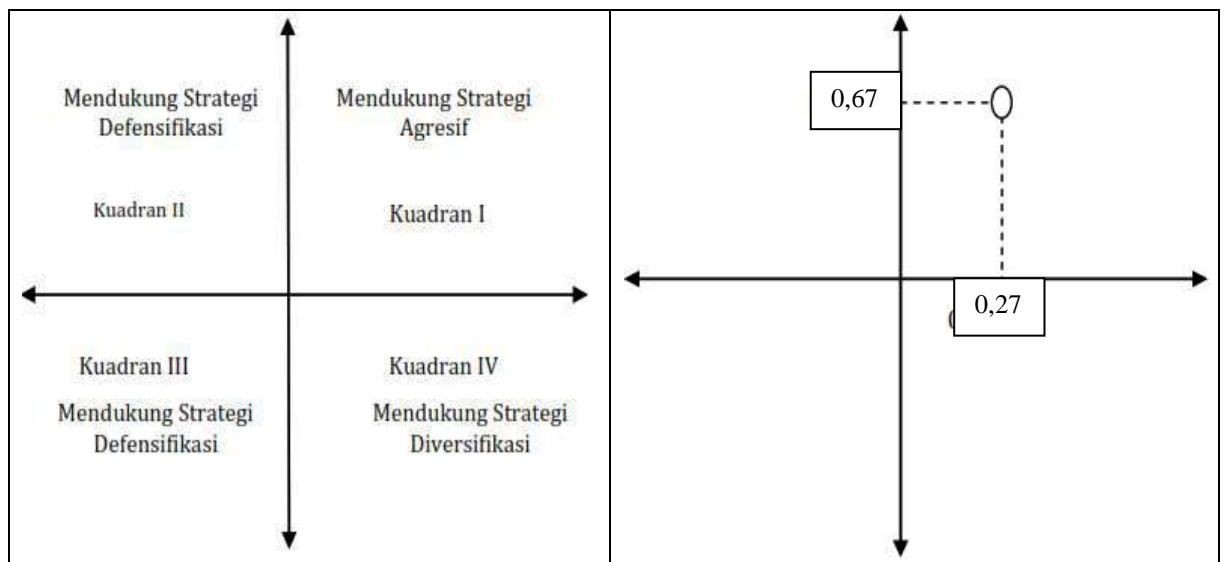 Mendukung Strategi
Defensifikasi
Mendukung Strategi
Agresif
Kuadran II
Kuadran I
Kuadran III
Mendukung Strategi
Defensifikasi
Kuadran IV
Mendukung Strategi
Diversifikasi
0,67
0,27